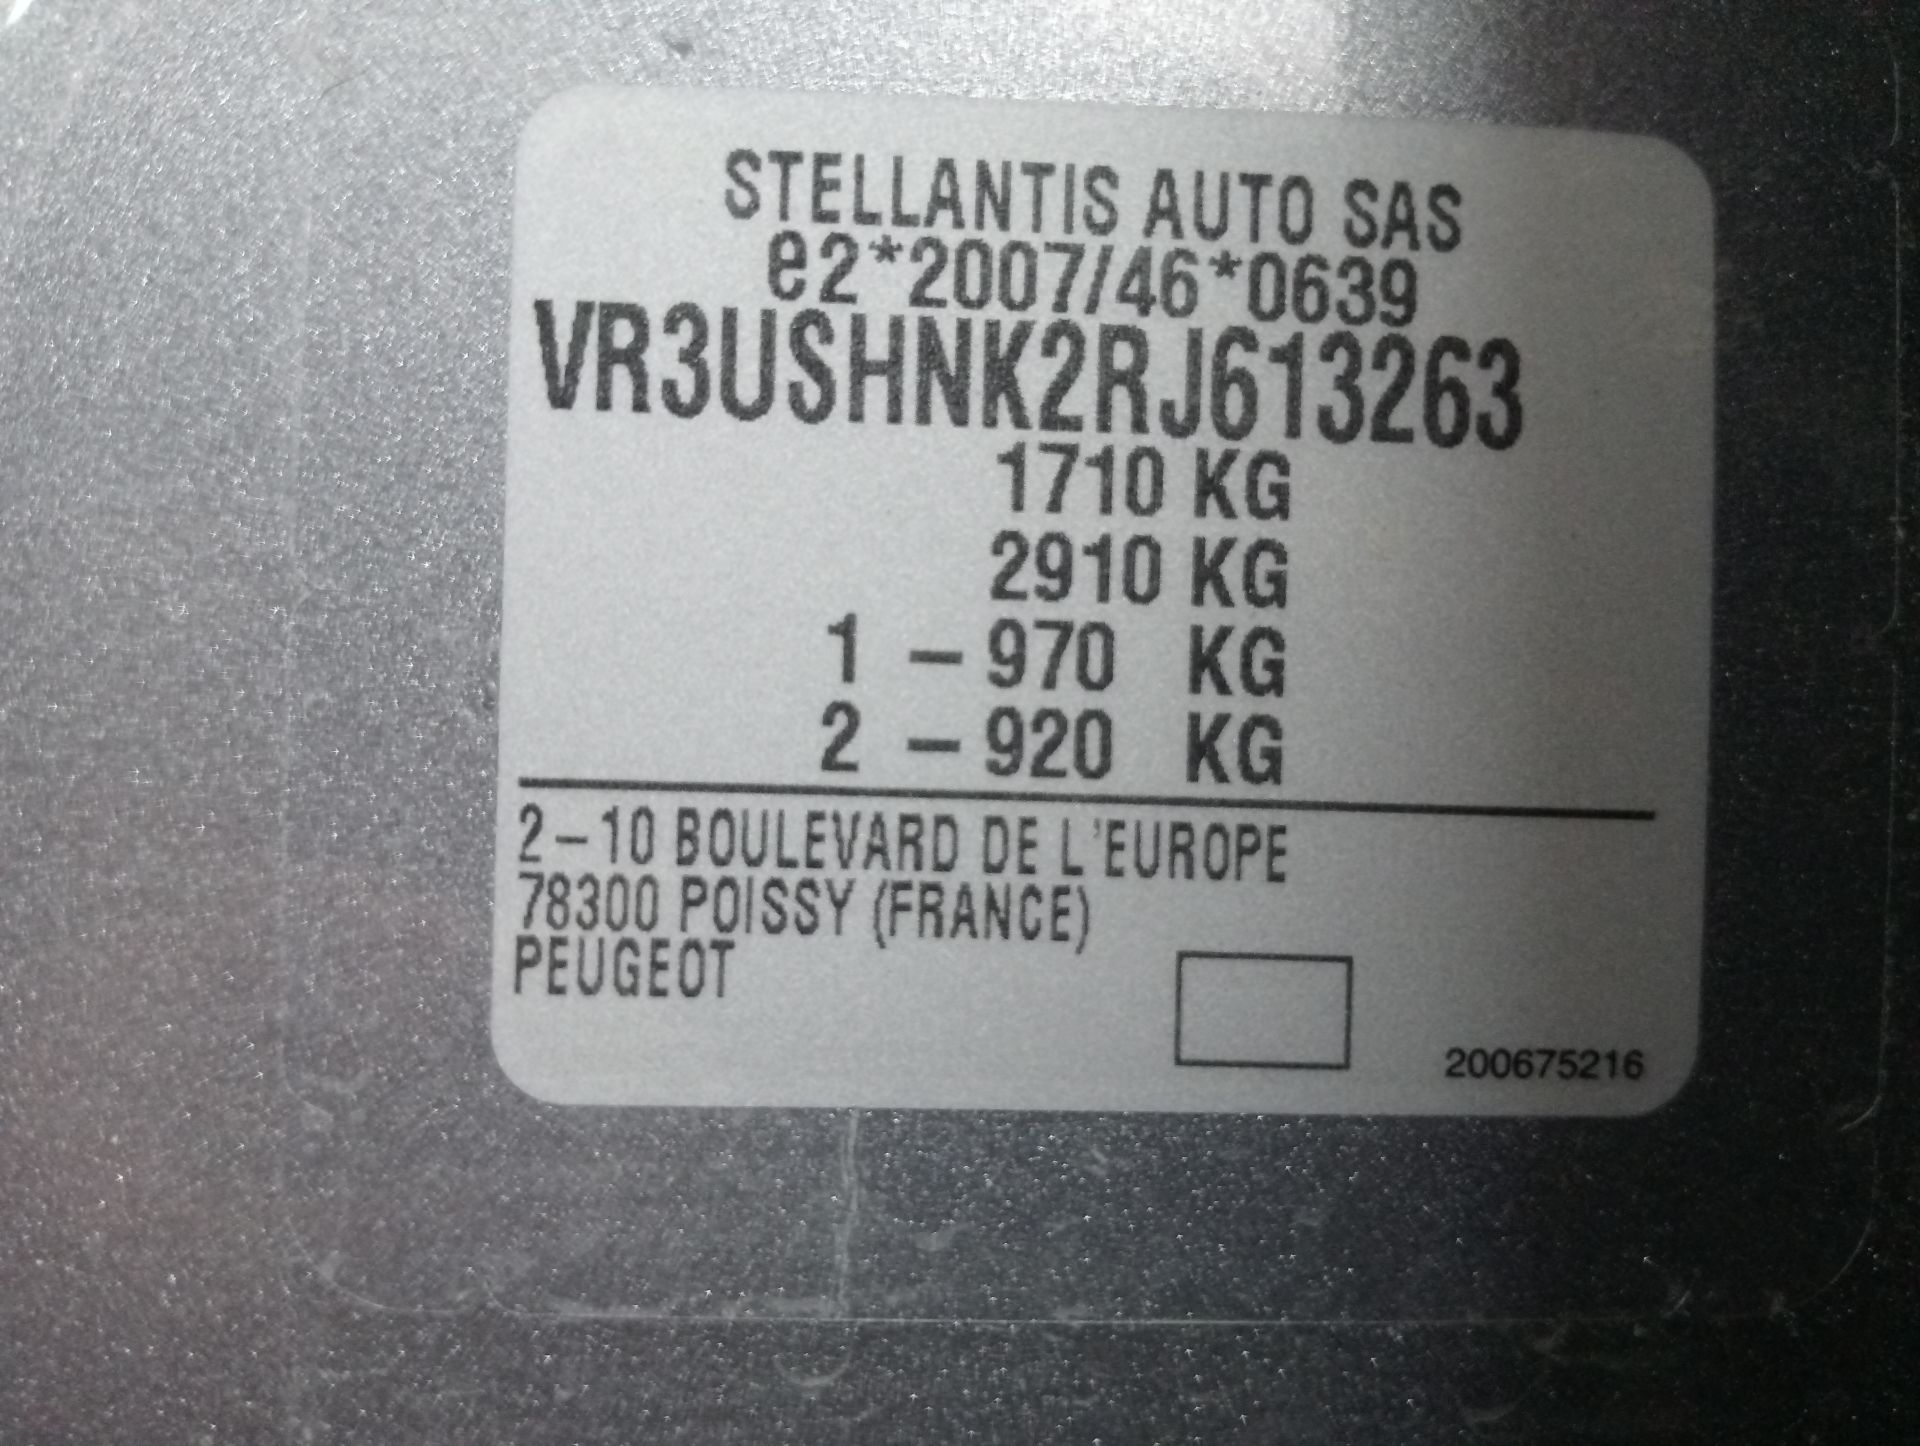 STELLANTIS AUTO SAS
e2*2007/46*0639
VR3USHNK2RJ613263
1710 KG
2910 KG
1 – 970 KG
2 – 920 KG
2–10 BOULEVARD DE L'EUROPE
78300 POISSY (FRANCE)
PEUGEOT
200675216